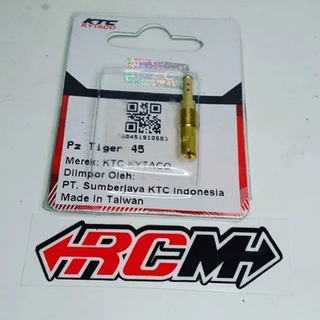 KTC
KYTACO
Pz Tiger 45
Merek: KTC KYTACO
Diimpor Oleh:
PT. Sumberjaya KTC Indonesia
Made In Taiwan
RCM